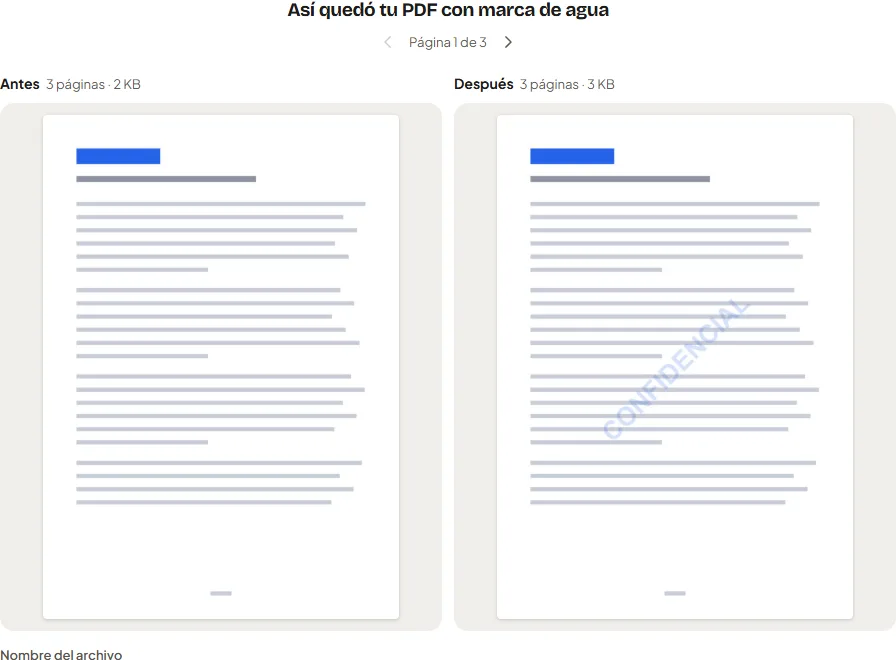 Así quedó tu PDF con marca de agua
Página 1 de 3
Antes 3 páginas · 2 KB
Después 3 páginas · 3 KB
CONFIDENCIAL
Nombre del archivo